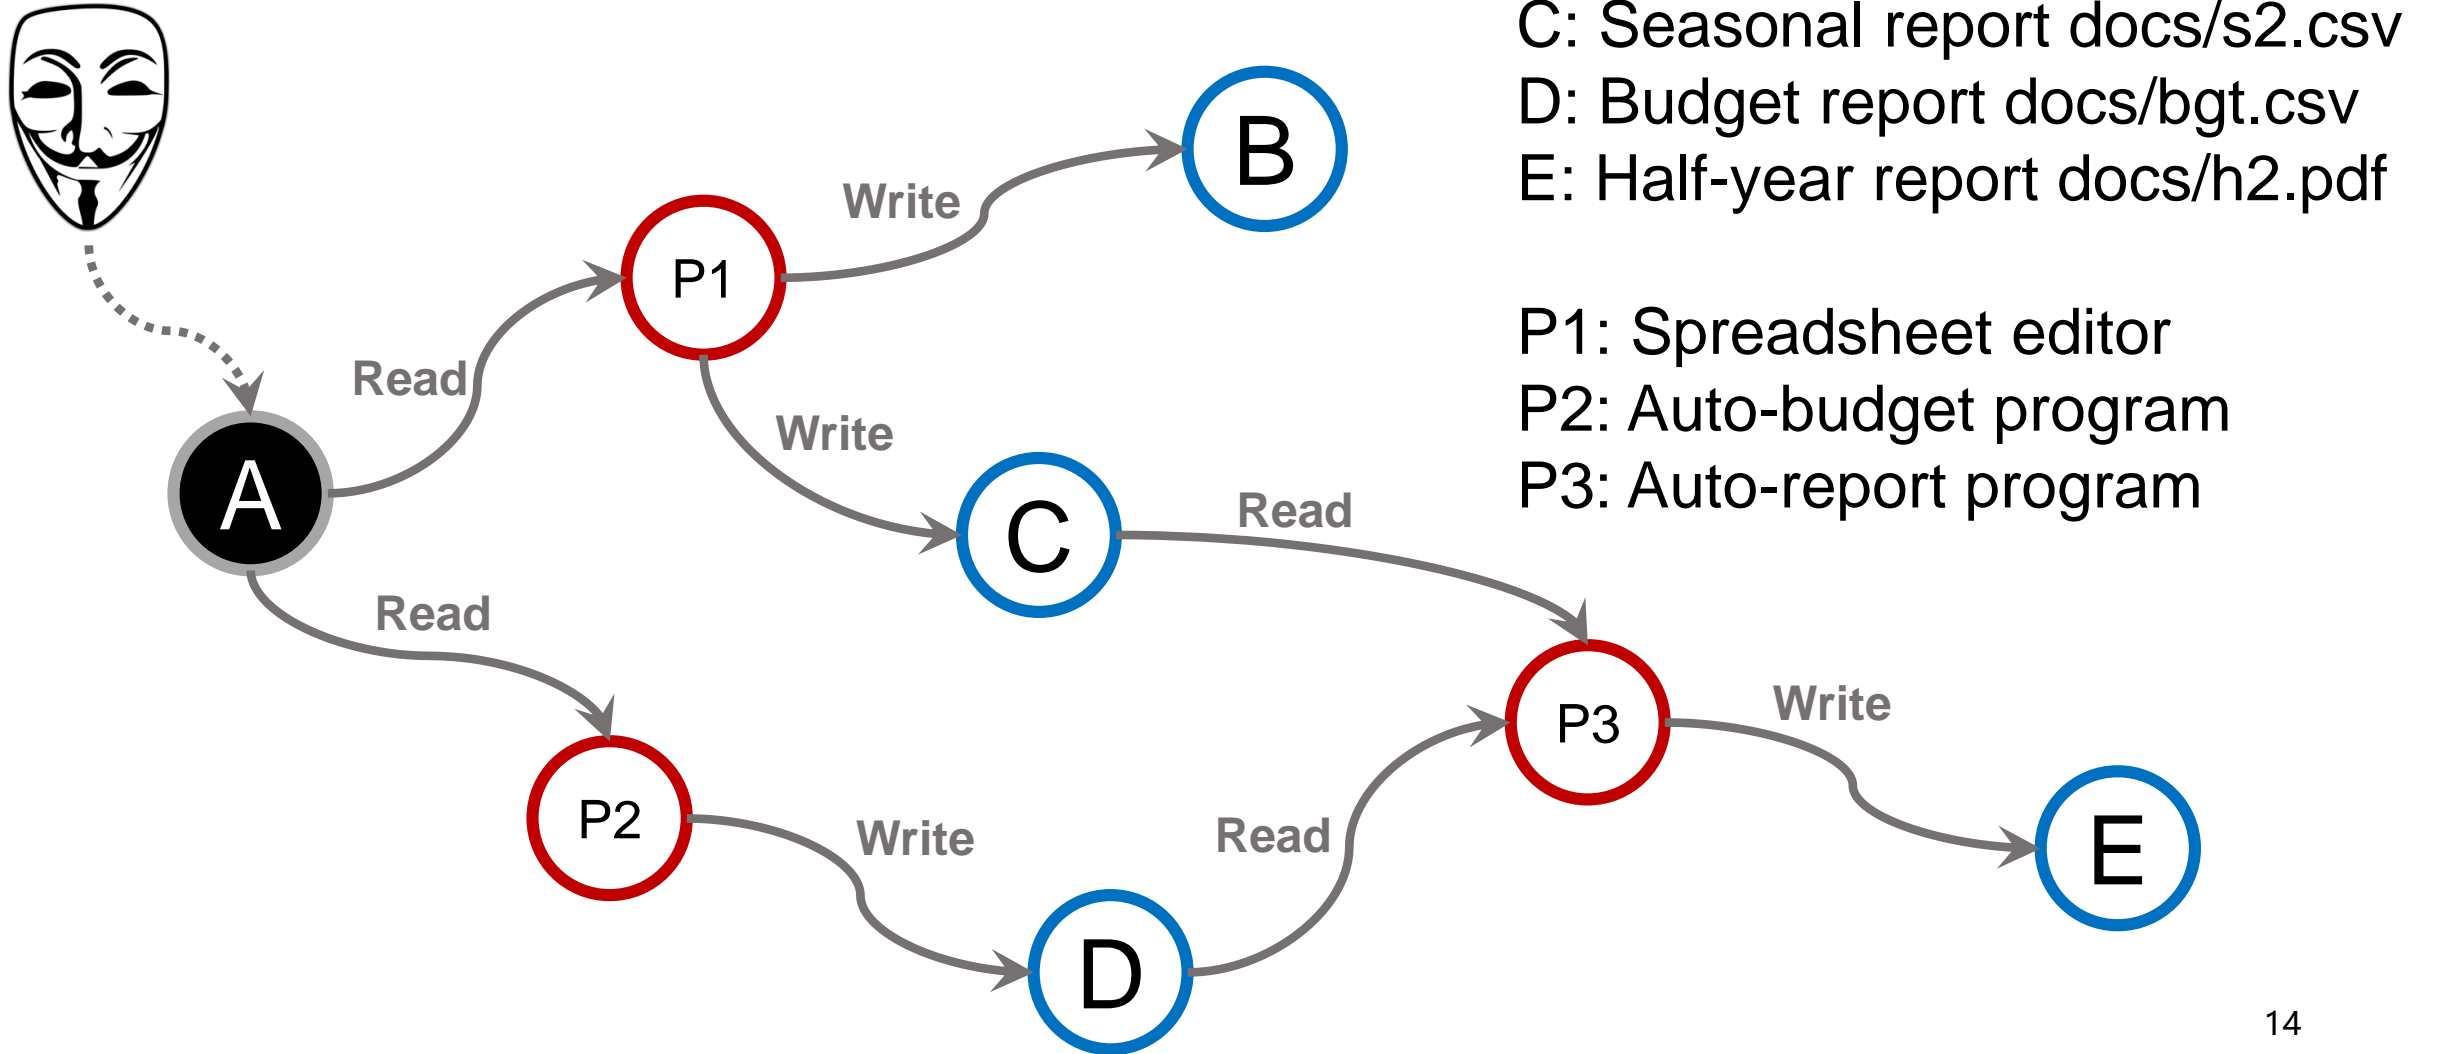 C: Seasonal report docs/s2.csv
D: Budget report docs/bgt.csv
E: Half-year report docs/h2.pdf
P1: Spreadsheet editor
P2: Auto-budget program
P3: Auto-report program
B
Write
P1
Read
Write
A
C
Read
Read
P3
Write
P2
Write
Read
E
D
14